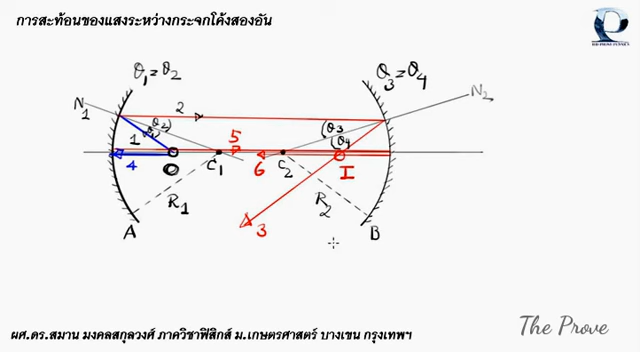 การสะท้อนของแสงระหว่างกระจกโค้งสองอัน
θ₁=θ₂
θ₃=θ₄
N₁
N₂
2
θ₂
θ₁
θ₃
θ₄
1
5
4
O
C₁
6
C₂
I
R₁
R₂
3
A
B
The Prove
ผศ.ดร.สมาน มงคลสกุลวงศ์ ภาควิชาฟิสิกส์ ม.เกษตรศาสตร์ บางเขน กรุงเทพฯ